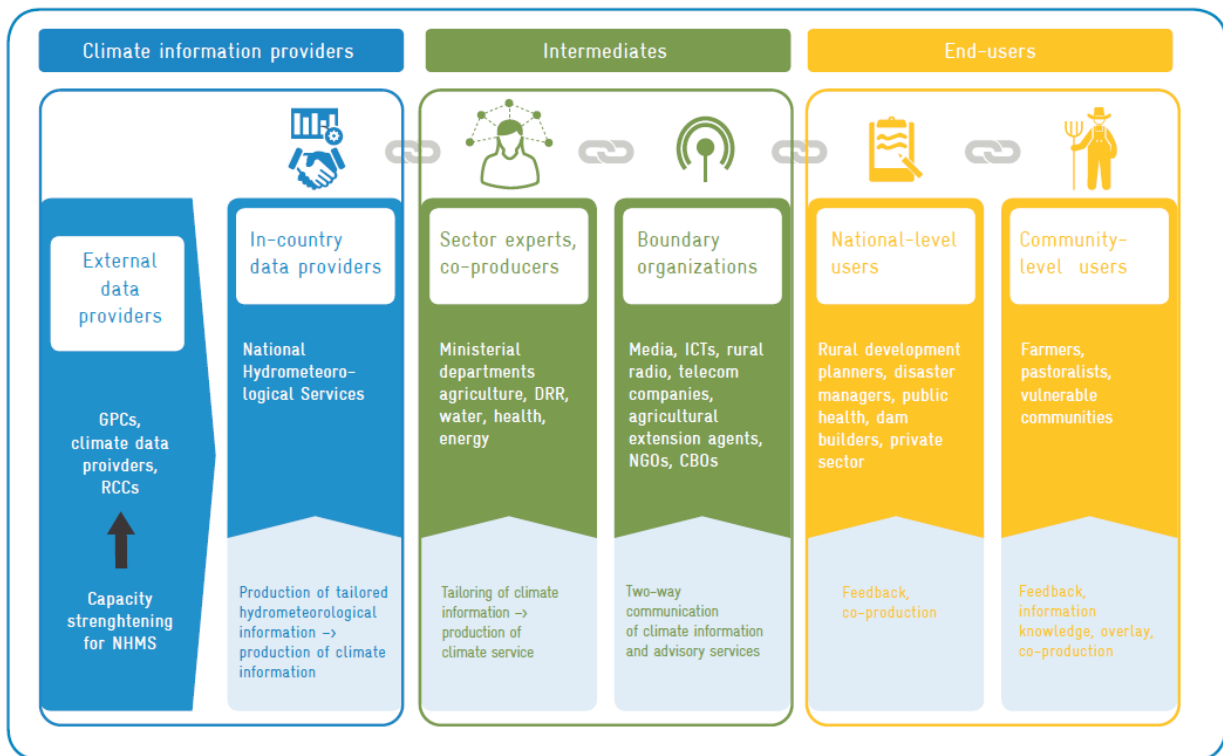 Climate information providers
Intermediates
End-users
External
data
providers
GPCs,
climate data
proivders,
RCCs
Capacity
strenghtening
for NHMS
In-country
data providers
National
Hydrometeoro-
logical Services
Production of tailored
hydrometeorological
information –>
production of climate
information
Sector experts,
co-producers
Ministerial
departments
agriculture, DRR,
water, health,
energy
Tailoring of climate
information –>
production of
climate service
Boundary
organizations
Media, ICTs, rural
radio, telecom
companies,
agricultural
extension agents,
NGOs, CBOs
Two-way
communication
of climate information
and advisory services
National-level
users
Rural development
planners, disaster
managers, public
health, dam
builders, private
sector
Feedback,
co-production
Community-
level users
Farmers,
pastoralists,
vulnerable
communities
Feedback,
information
knowledge, overlay,
co-production